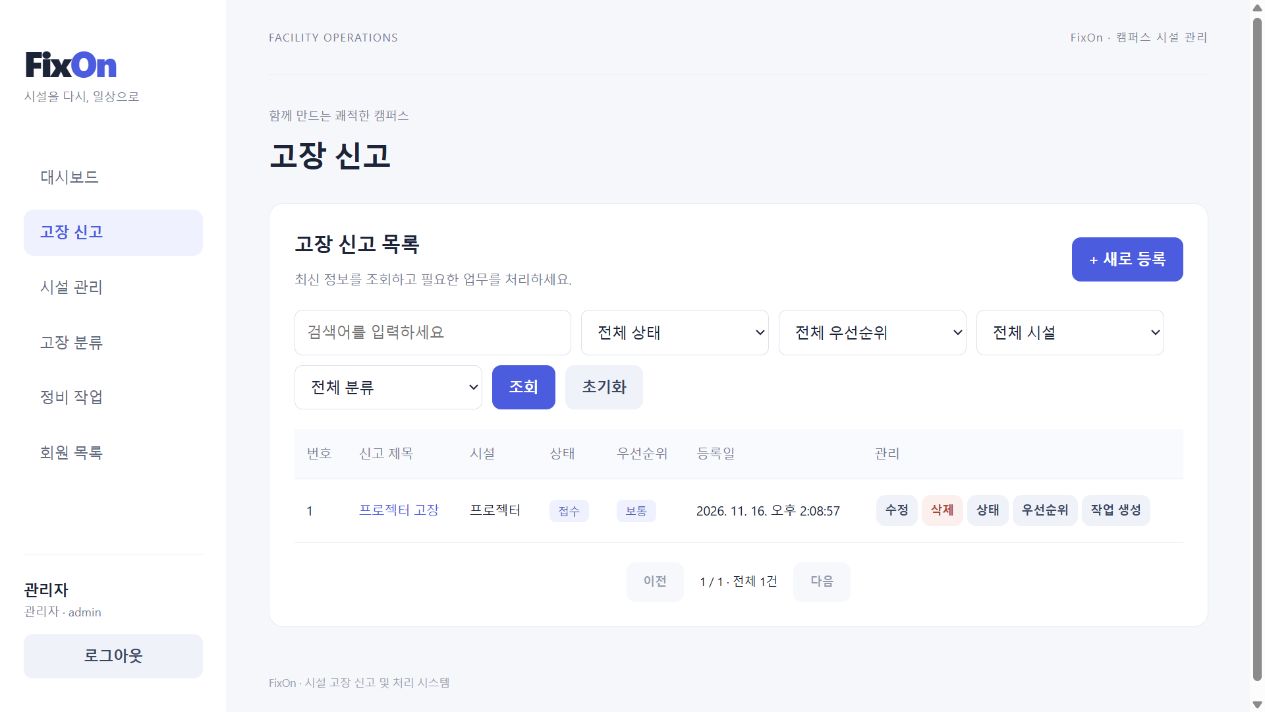 FixOn
시설을 다시, 일상으로
대시보드
고장 신고
시설 관리
고장 분류
정비 작업
회원 목록
관리자
관리자 · admin
로그아웃
FACILITY OPERATIONS
FixOn · 캠퍼스 시설 관리
함께 만드는 쾌적한 캠퍼스
고장 신고
고장 신고 목록
최신 정보를 조회하고 필요한 업무를 처리하세요.
+ 새로 등록
검색어를 입력하세요 전체 상태 전체 우선순위 전체 시설
전체 분류 조회 초기화
번호 신고 제목 시설 상태 우선순위 등록일 관리
1 프로젝터 고장 프로젝터 접수 보통 2026. 11. 16. 오후 2:08:57 수정 삭제 상태 우선순위 작업 생성
이전 1 / 1 · 전체 1건 다음
FixOn · 시설 고장 신고 및 처리 시스템